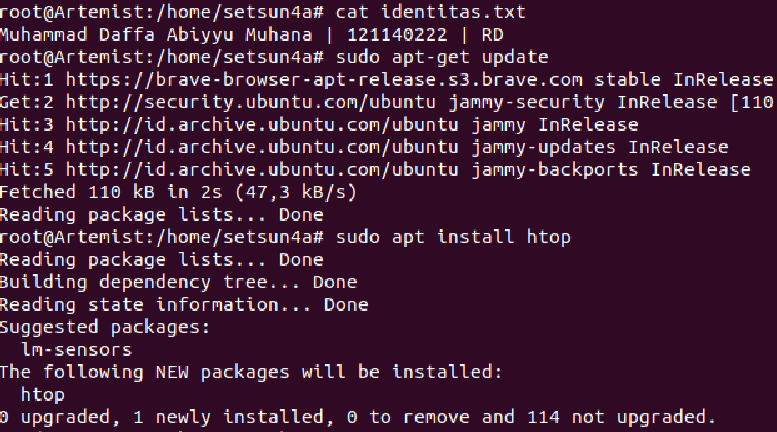 root@Artemist:/home/setsun4a# cat identitas.txt
Muhammad Daffa Abiyyu Muhana | 121140222 | RD
root@Artemist:/home/setsun4a# sudo apt-get update
Hit:1 https://brave-browser-apt-release.s3.brave.com stable InRelease
Get:2 http://security.ubuntu.com/ubuntu jammy-security InRelease [110
Hit:3 http://id.archive.ubuntu.com/ubuntu jammy InRelease
Hit:4 http://id.archive.ubuntu.com/ubuntu jammy-updates InRelease
Hit:5 http://id.archive.ubuntu.com/ubuntu jammy-backports InRelease
Fetched 110 kB in 2s (47,3 kB/s)
Reading package lists... Done
root@Artemist:/home/setsun4a# sudo apt install htop
Reading package lists... Done
Building dependency tree... Done
Reading state information... Done
Suggested packages:
  lm-sensors
The following NEW packages will be installed:
  htop
0 upgraded, 1 newly installed, 0 to remove and 114 not upgraded.